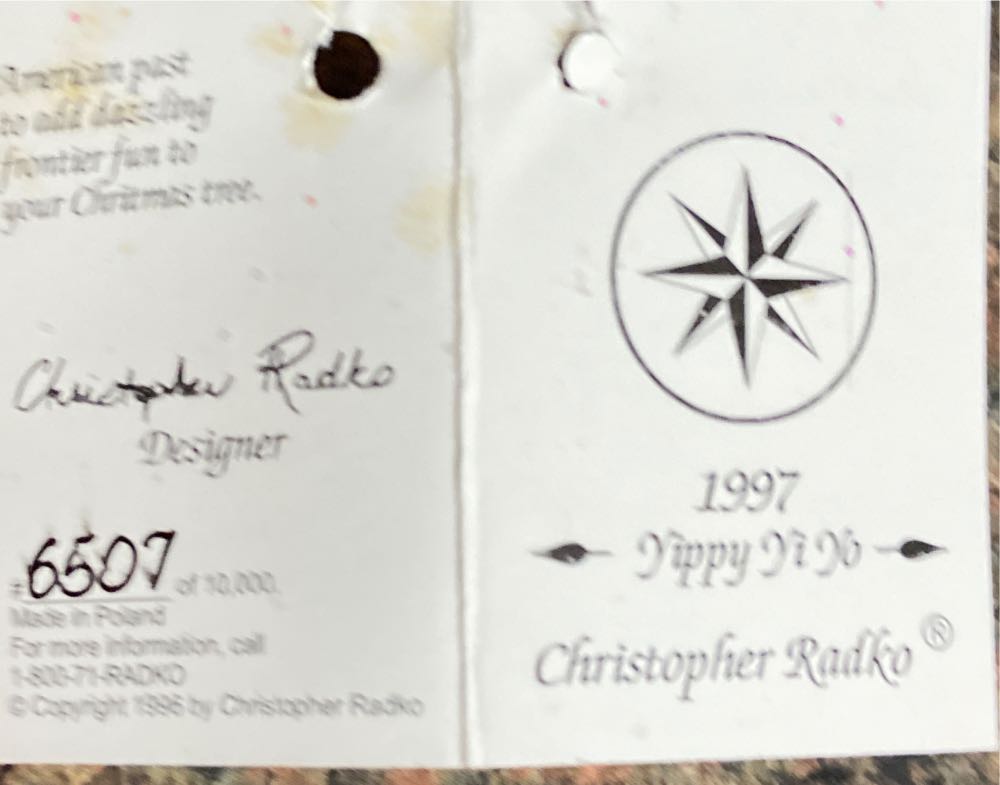 American past
to add dazzling
frontier fun to
your Christmas tree.
Christopher Radko
Designer
#6507 of 10,000.
Made in Poland
For more information, call
1-800-71-RADKO
© Copyright 1996 by Christopher Radko
1997
Yippy Yi Yo
Christopher Radko®